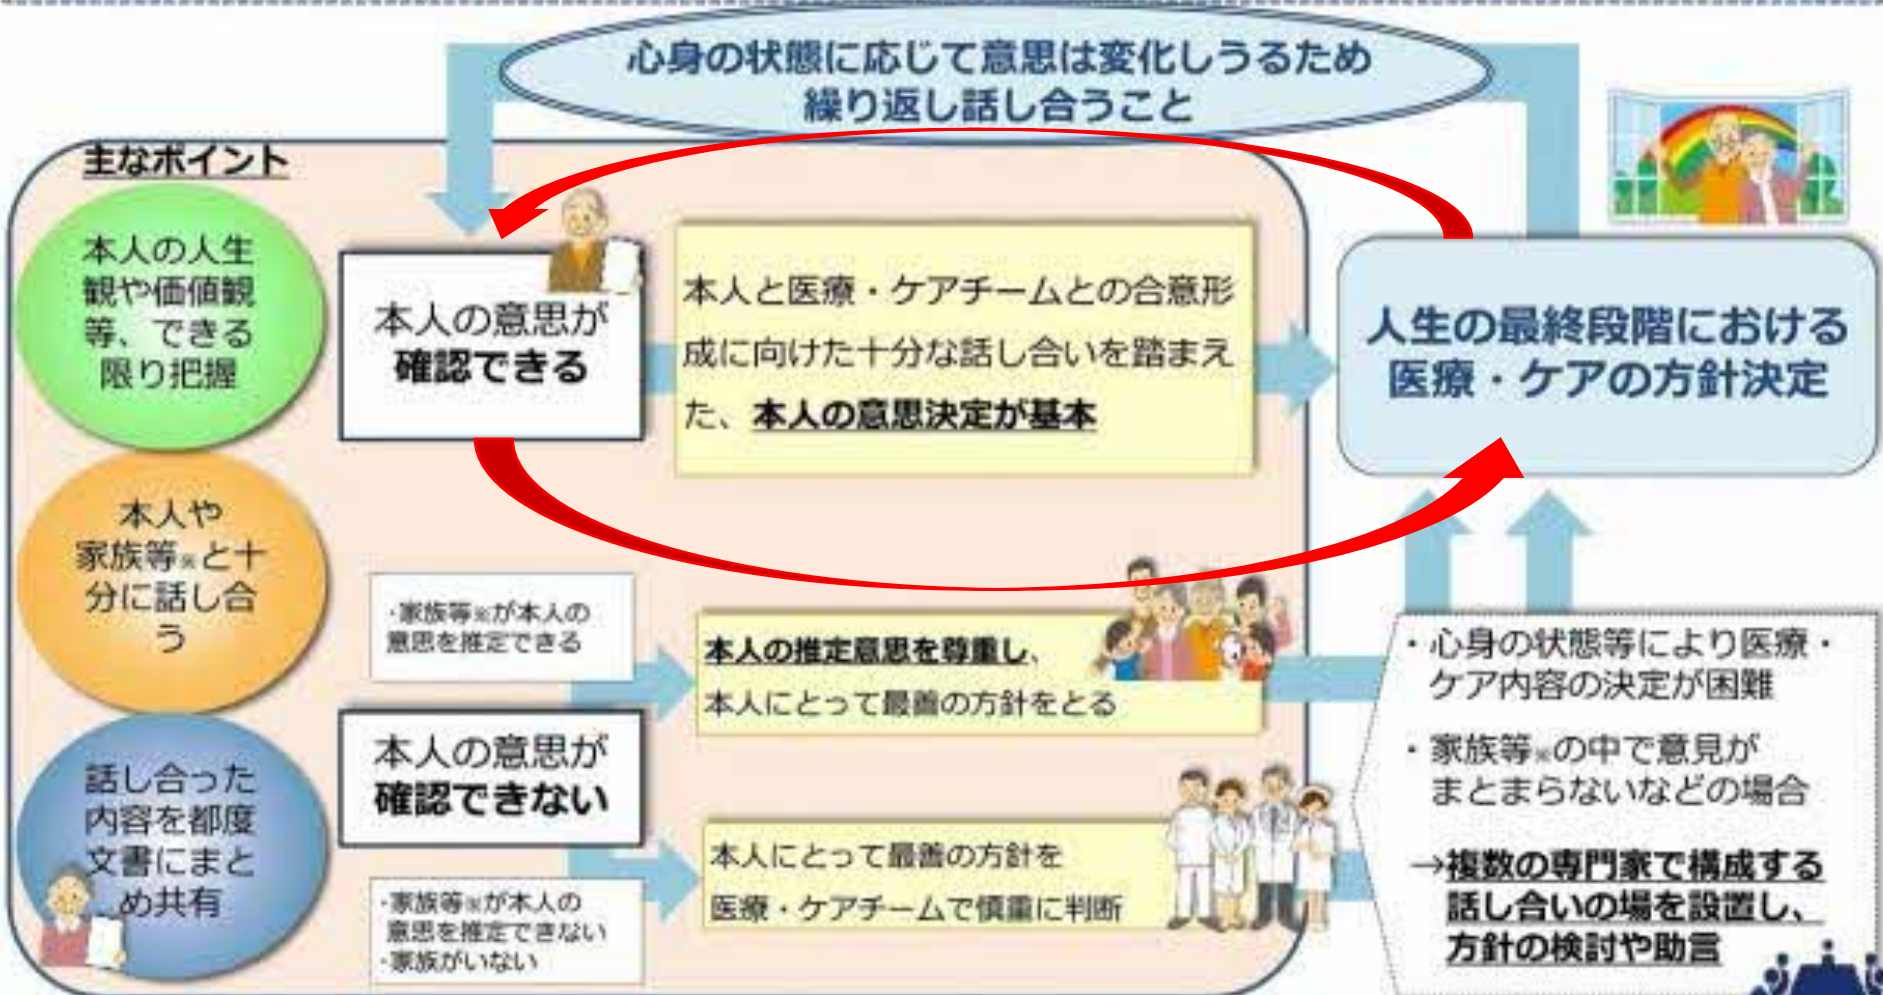 心身の状態に応じて意思は変化しうるため
繰り返し話し合うこと
主なポイント
本人の人生
観や価値観
等、できる
限り把握
本人や
家族等※と十
分に話し合
う
話し合った
内容を都度
文書にまと
め共有
本人の意思が
確認できる
本人と医療・ケアチームとの合意形
成に向けた十分な話し合いを踏まえ
た、本人の意思決定が基本
人生の最終段階における
医療・ケアの方針決定
・家族等※が本人の
意思を推定できる
本人の推定意思を尊重し、
本人にとって最善の方針をとる
本人の意思が
確認できない
・家族等※が本人の
意思を推定できない
・家族がいない
本人にとって最善の方針を
医療・ケアチームで慎重に判断
・心身の状態等により医療・
ケア内容の決定が困難
・家族等※の中で意見が
まとまらないなどの場合
→複数の専門家で構成する
話し合いの場を設置し、
方針の検討や助言